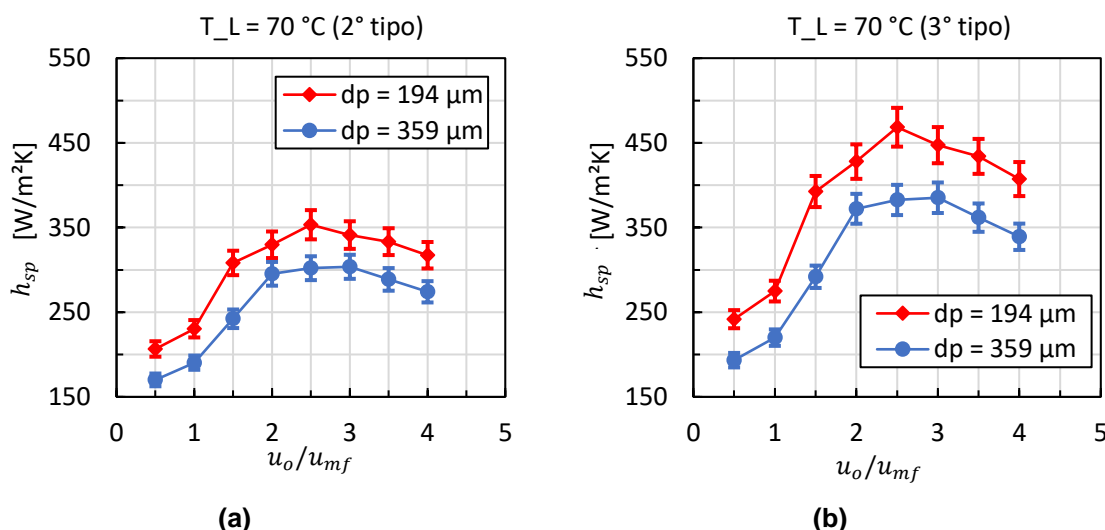 T_L = 70 °C (2° tipo)
550
450
350
250
150
h_sp [W/m²K]
dp = 194 µm
dp = 359 µm
0 1 2 3 4 5
u_o/u_mf
(a)
T_L = 70 °C (3° tipo)
550
450
350
250
150
h_sp [W/m²K]
dp = 194 µm
dp = 359 µm
0 1 2 3 4 5
u_o/u_mf
(b)